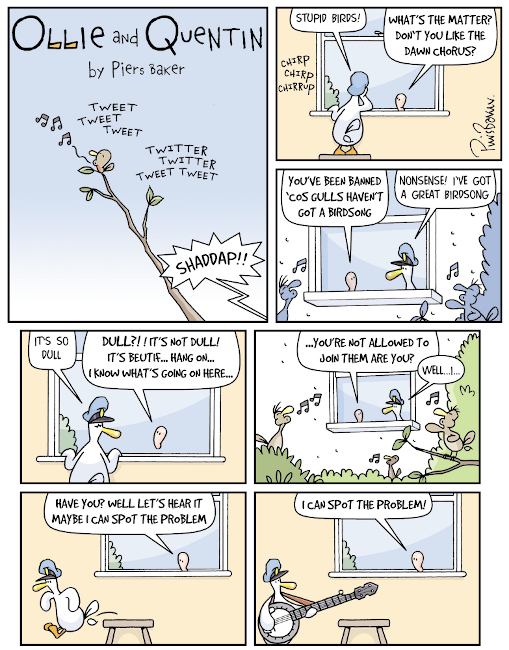 OLLIE AND QUENTIN
by PIERS BAKER
TWEET
TWEET
TWEET
TWITTER
TWITTER
TWEET TWEET
SHADDAP!!
STUPID BIRDS!
WHAT'S THE MATTER?
DON'T YOU LIKE THE
DAWN CHORUS?
CHIRP
CHIRP
CHIRRUP
Piers Baker.
IT'S SO
DULL
DULL?! IT'S NOT DULL!
IT'S BEUTIF... HANG ON...
I KNOW WHAT'S GOING ON HERE...
...YOU'RE NOT ALLOWED TO
JOIN THEM ARE YOU?
WELL...I...
YOU'VE BEEN BANNED
'COS GULLS HAVEN'T
GOT A BIRDSONG
NONSENSE! I'VE GOT
A GREAT BIRDSONG
HAVE YOU? WELL LET'S HEAR IT
MAYBE I CAN SPOT THE PROBLEM
I CAN SPOT THE PROBLEM!